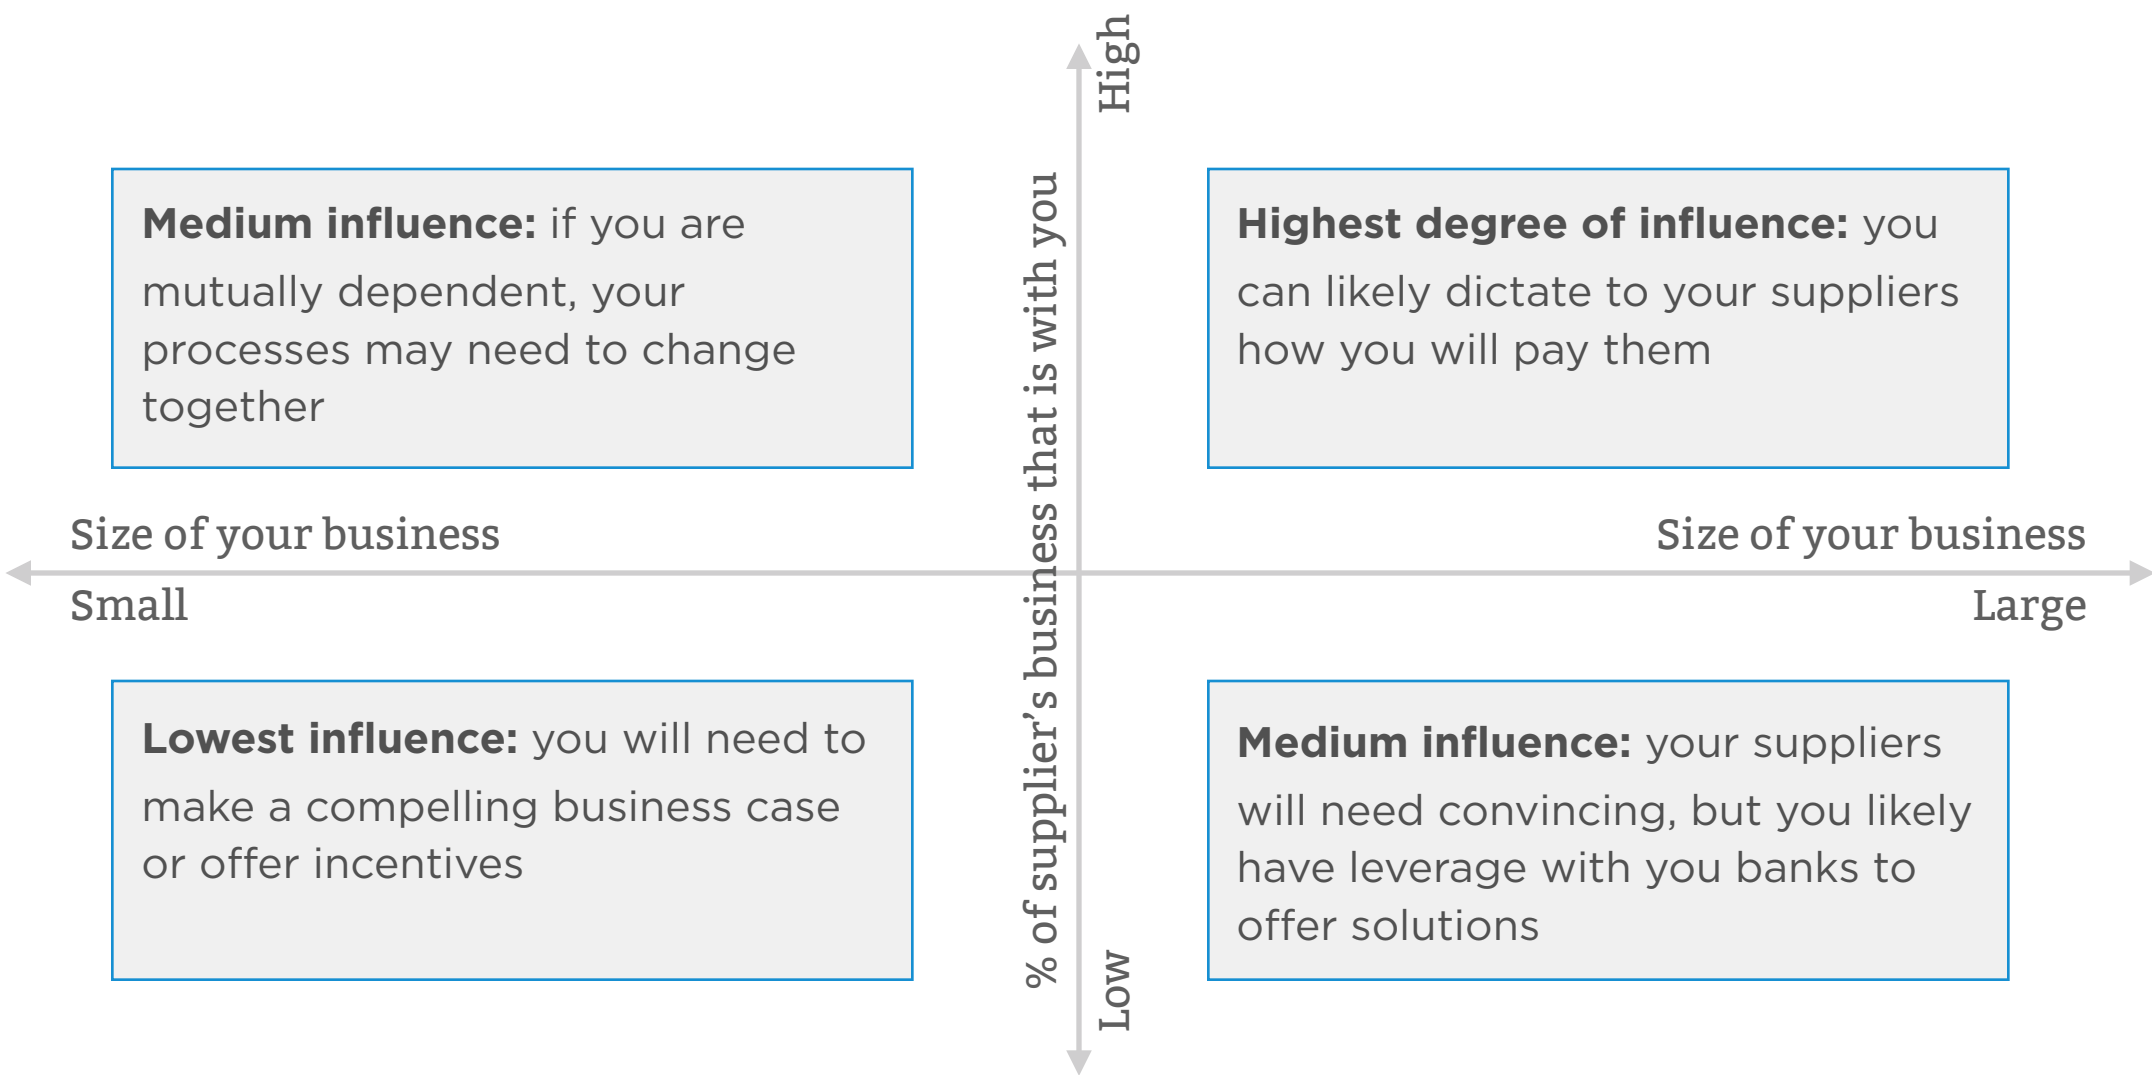 High
% of supplier's business that is with you
Low
Medium influence: if you are
mutually dependent, your
processes may need to change
together
Highest degree of influence: you
can likely dictate to your suppliers
how you will pay them
Size of your business
Small
Size of your business
Large
Lowest influence: you will need to
make a compelling business case
or offer incentives
Medium influence: your suppliers
will need convincing, but you likely
have leverage with you banks to
offer solutions